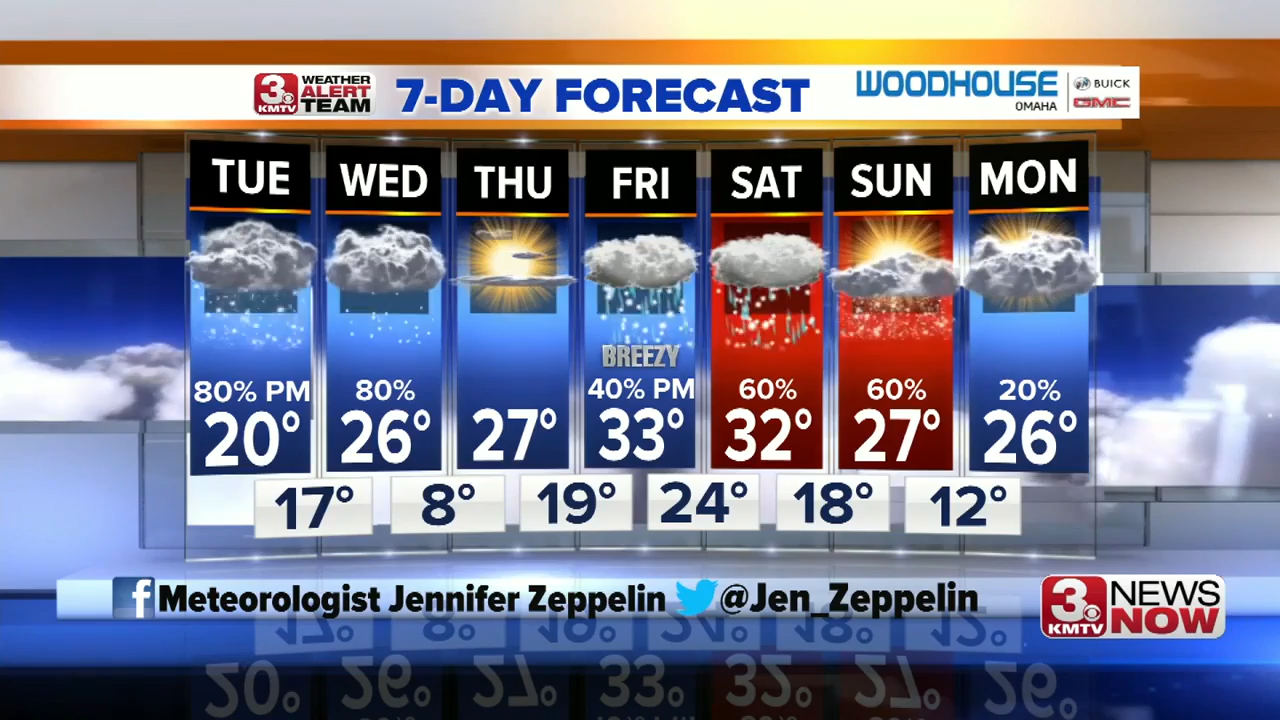 3 KMTV WEATHER ALERT TEAM
7-DAY FORECAST
WOODHOUSE
OMAHA
BUICK
GMC
TUE WED THU FRI SAT SUN MON
BREEZY
80% PM 80% 40% PM 60% 60% 20%
20° 26° 27° 33° 32° 27° 26°
17° 8° 19° 24° 18° 12°
f Meteorologist Jennifer Zeppelin @Jen_Zeppelin
3 KMTV NEWS NOW